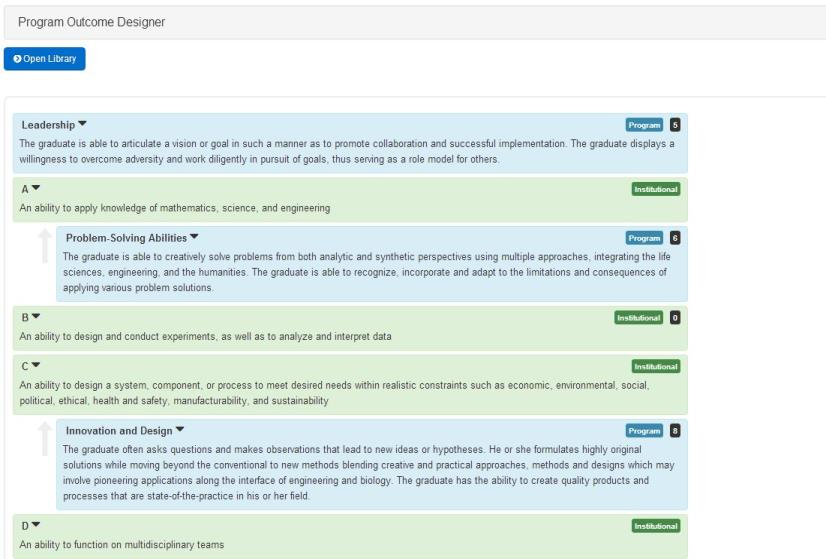 Program Outcome Designer
Open Library
Leadership
Program 5
The graduate is able to articulate a vision or goal in such a manner as to promote collaboration and successful implementation. The graduate displays a
willingness to overcome adversity and work diligently in pursuit of goals, thus serving as a role model for others.
A
Institutional
An ability to apply knowledge of mathematics, science, and engineering
Problem-Solving Abilities
Program 6
The graduate is able to creatively solve problems from both analytic and synthetic perspectives using multiple approaches, integrating the life
sciences, engineering, and the humanities. The graduate is able to recognize, incorporate and adapt to the limitations and consequences of
applying various problem solutions.
B
Institutional 0
An ability to design and conduct experiments, as well as to analyze and interpret data
C
Institutional
An ability to design a system, component, or process to meet desired needs within realistic constraints such as economic, environmental, social,
political, ethical, health and safety, manufacturability, and sustainability
Innovation and Design
Program 8
The graduate often asks questions and makes observations that lead to new ideas or hypotheses. He or she formulates highly original
solutions while moving beyond the conventional to new methods blending creative and practical approaches, methods and designs which may
involve pioneering applications along the interface of engineering and biology. The graduate has the ability to create quality products and
processes that are state-of-the-practice in his or her field.
D
Institutional
An ability to function on multidisciplinary teams